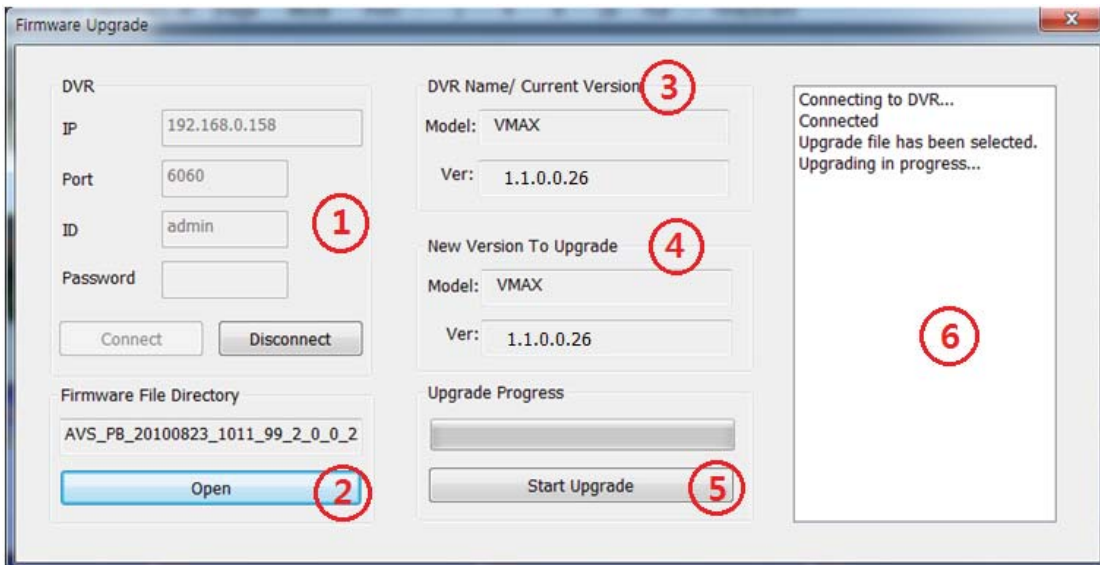 Firmware Upgrade
x
DVR
IP
192.168.0.158
Port
6060
ID
admin
1
Password
Connect
Disconnect
Firmware File Directory
AVS_PB_20100823_1011_99_2_0_0_2
Open
2
DVR Name/ Current Version
3
Model: VMAX
Ver: 1.1.0.0.26
New Version To Upgrade
4
Model: VMAX
Ver: 1.1.0.0.26
Upgrade Progress
Start Upgrade
5
Connecting to DVR...
Connected
Upgrade file has been selected.
Upgrading in progress...
6